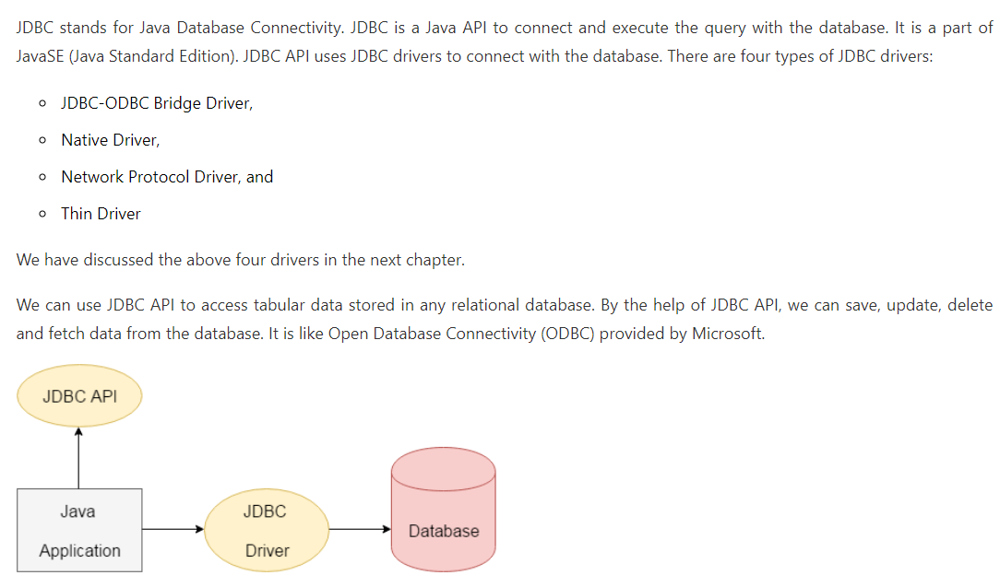 JDBC stands for Java Database Connectivity. JDBC is a Java API to connect and execute the query with the database. It is a part of
JavaSE (Java Standard Edition). JDBC API uses JDBC drivers to connect with the database. There are four types of JDBC drivers:
JDBC-ODBC Bridge Driver,
Native Driver,
Network Protocol Driver, and
Thin Driver
We have discussed the above four drivers in the next chapter.
We can use JDBC API to access tabular data stored in any relational database. By the help of JDBC API, we can save, update, delete
and fetch data from the database. It is like Open Database Connectivity (ODBC) provided by Microsoft.
JDBC API
Java
Application
JDBC
Driver
Database